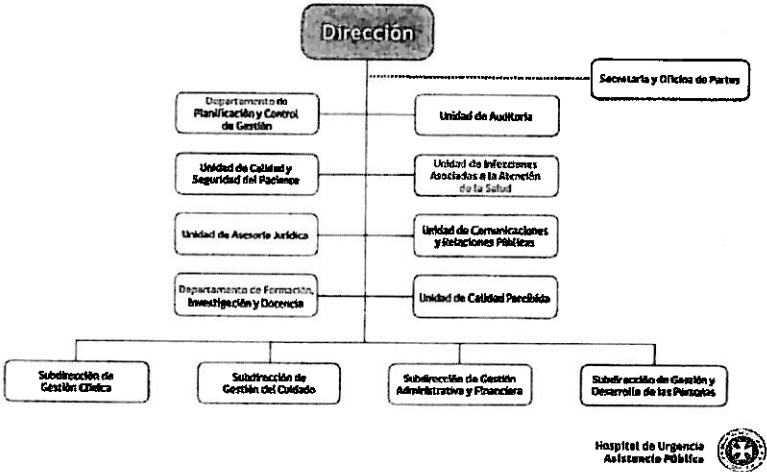 Dirección
Secretaria y Oficina de Partes
Departamento de
Planificación y Control
de Gestión
Unidad de Auditoría
Unidad de Calidad y
Seguridad del Paciente
Unidad de Infecciones
Asociadas a la Atención
de la Salud
Unidad de Asesoría Jurídica
Unidad de Comunicaciones
y Relaciones Públicas
Departamento de Formación,
Investigación y Docencia
Unidad de Calidad Percibida
Subdirección de
Gestión Clínica
Subdirección de
Gestión del Cuidado
Subdirección de Gestión
Administrativa y Financiera
Subdirección de Gestión y
Desarrollo de las Personas
Hospital de Urgencia
Asistencia Pública